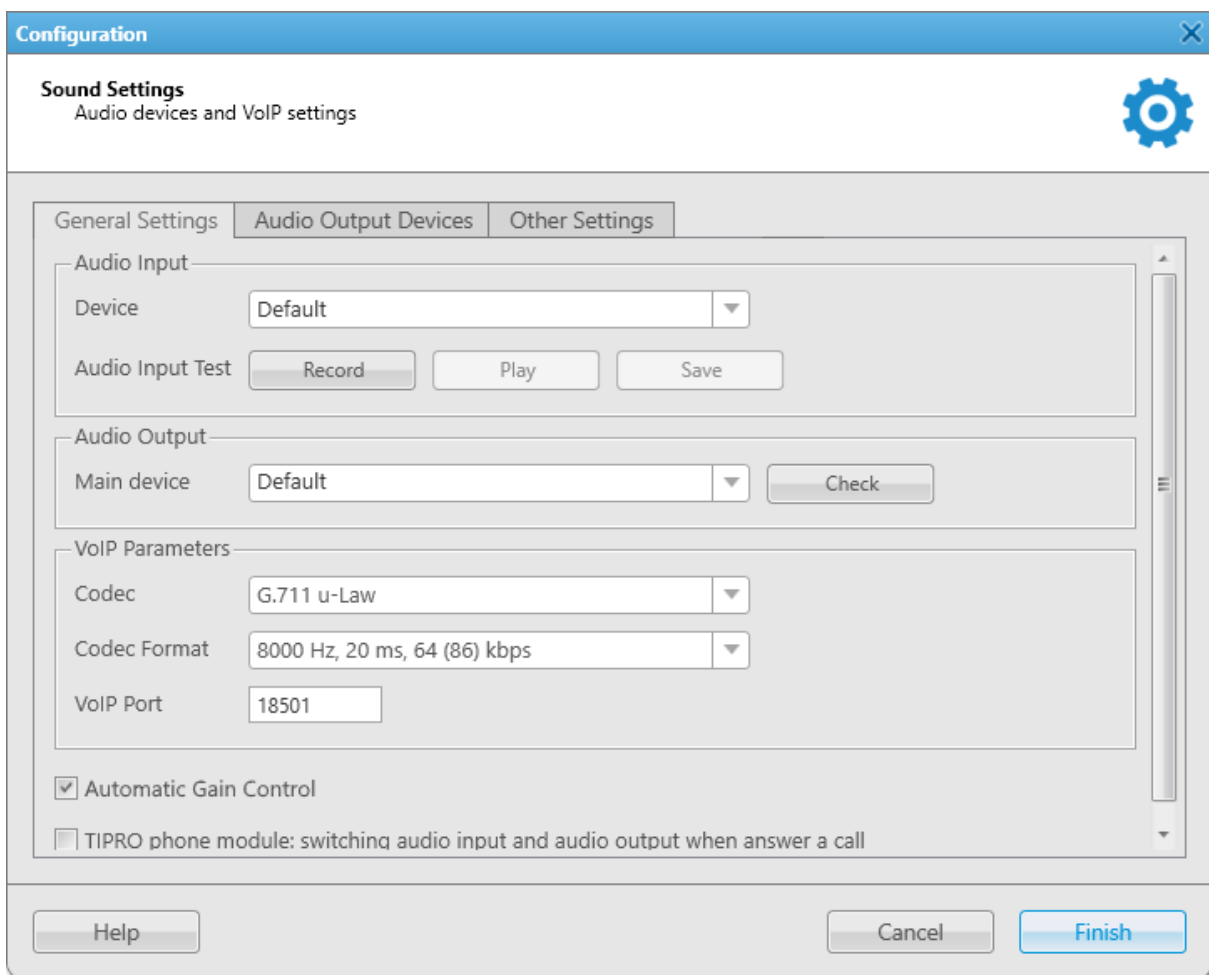 Configuration
Sound Settings
Audio devices and VoIP settings
General Settings Audio Output Devices Other Settings
Audio Input
Device Default
Audio Input Test Record Play Save
Audio Output
Main device Default Check
VoIP Parameters
Codec G.711 u-Law
Codec Format 8000 Hz, 20 ms, 64 (86) kbps
VoIP Port 18501
Automatic Gain Control
TIPRO phone module: switching audio input and audio output when answer a call
Help Cancel Finish